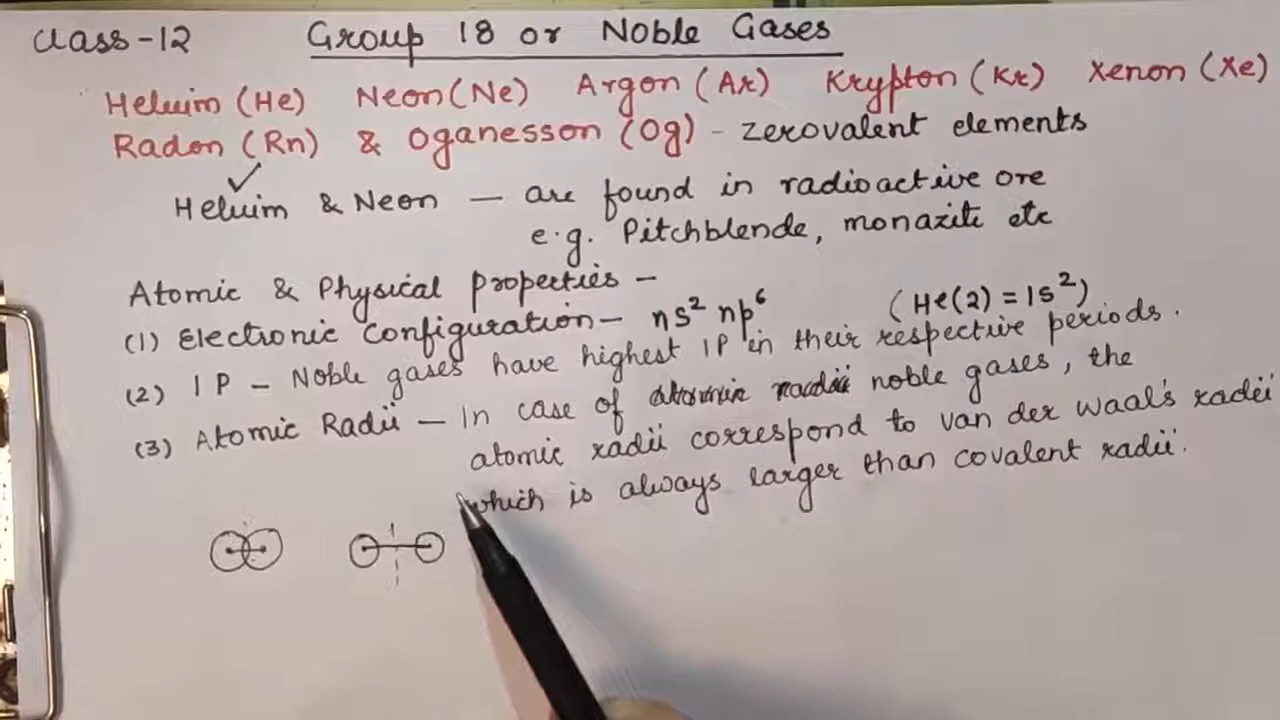 Class-12 Group 18 or Noble Gases
Heluim (He) Neon (Ne) Argon (Ar) Krypton (Kr) Xenon (Xe)
Radon (Rn) & Oganesson (Og) - zerovalent elements
Heluim & Neon — are found in radioactive ore
e.g. Pitchblende, monazite etc
Atomic & Physical properties –
(1) Electronic Configuration – ns² np⁶ (He(2) = 1s²)
(2) IP – Noble gases have highest IP in their respective periods.
(3) Atomic Radii – In case of noble gases, the
atomic radii correspond to van der Waal's radii
which is always larger than covalent radii.